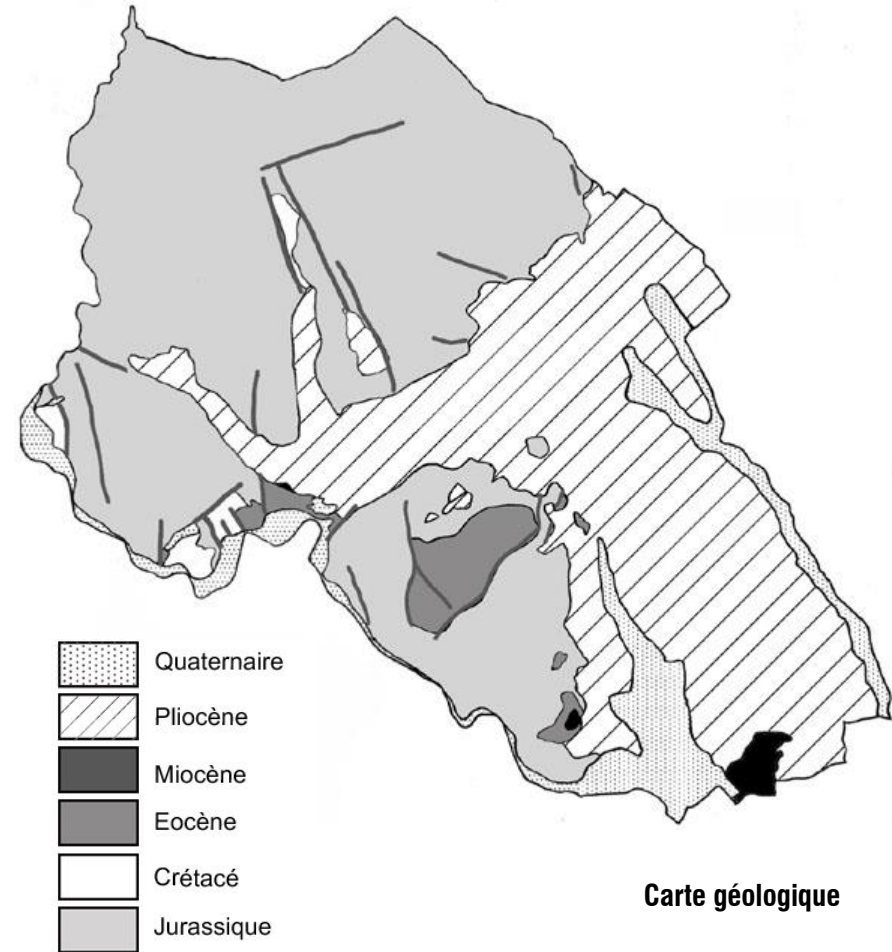 Quaternaire
Pliocène
Miocène
Eocène
Crétacé
Jurassique
Carte géologique